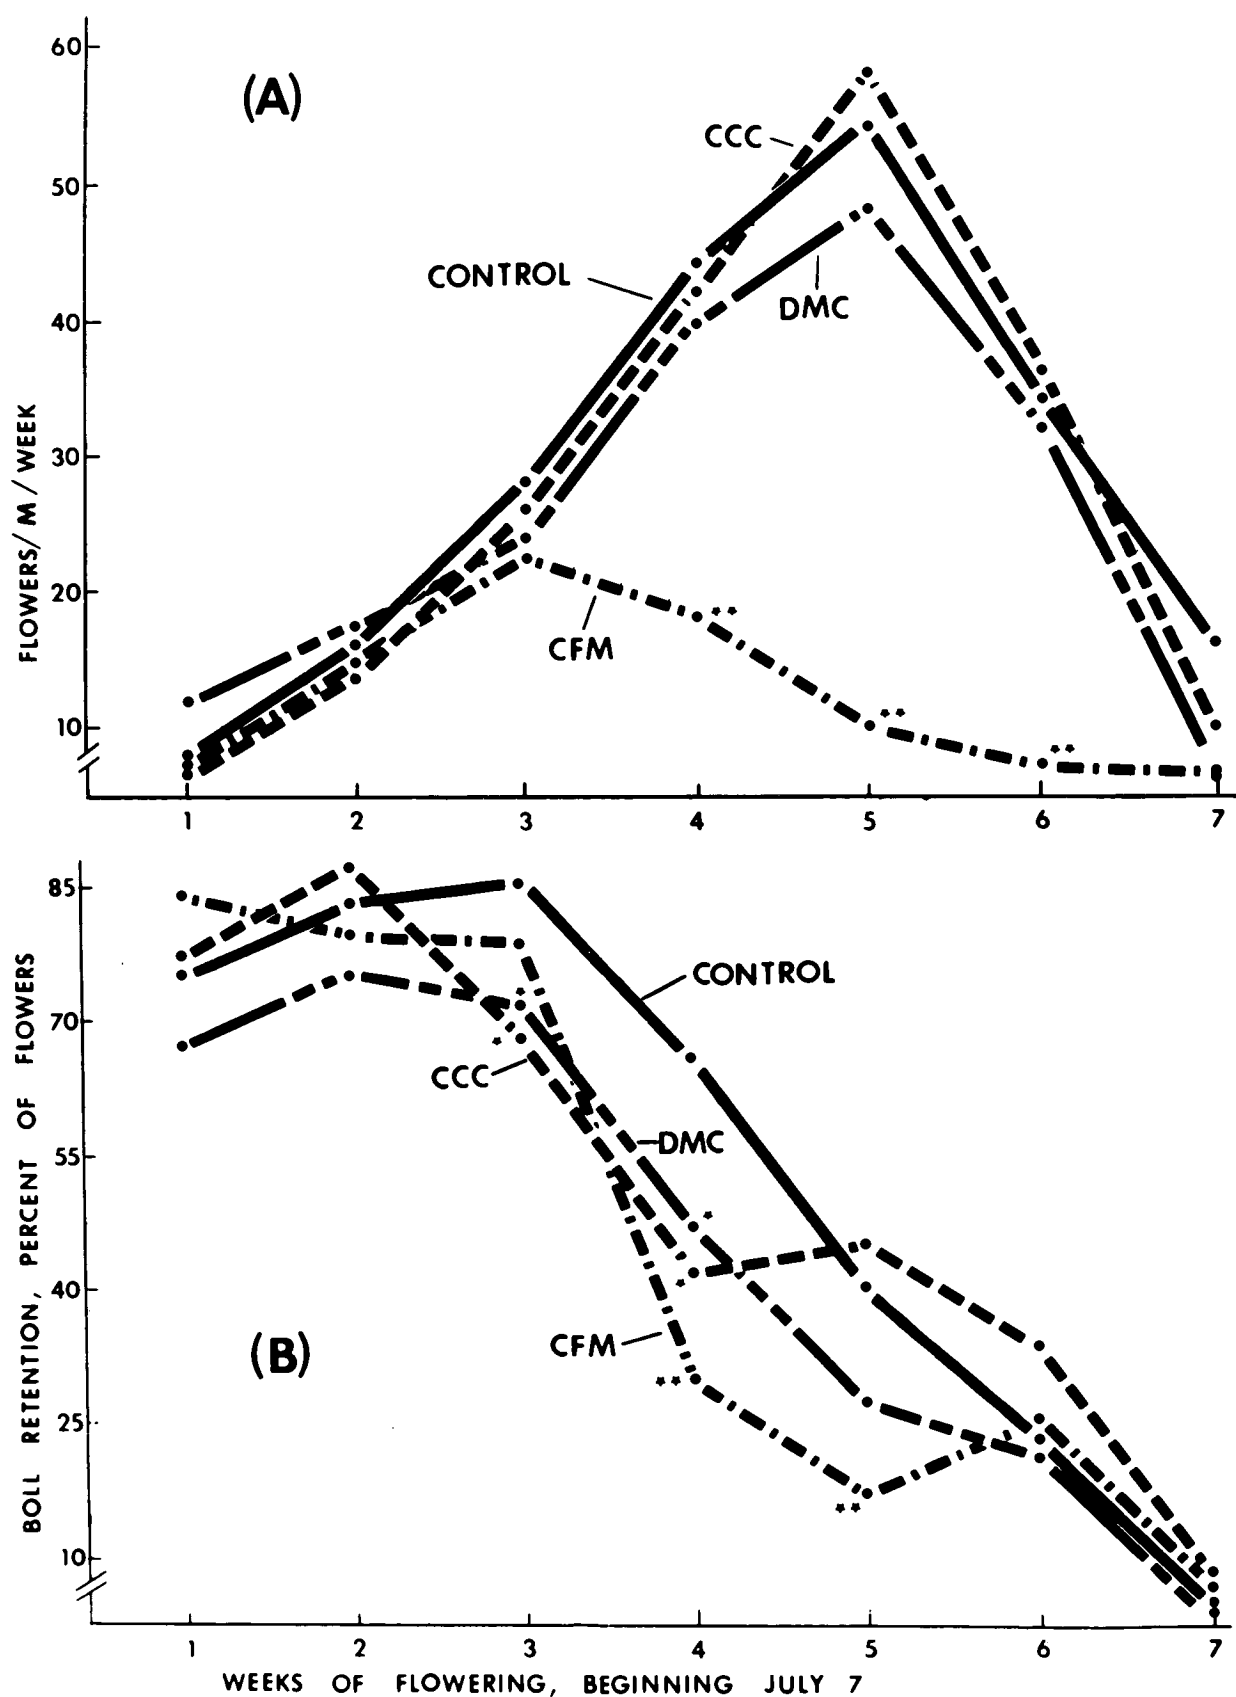 60
(A)
CCC
50
CONTROL
DMC
40
30
FLOWERS/M/WEEK
20
**
CFM
**
10
**
1 2 3 4 5 6 7
85
CONTROL
*
70
*
CCC
DMC
55
*
40
*
(B)
CFM
**
25
**
10
BOLL RETENTION, PERCENT OF FLOWERS
1 2 3 4 5 6 7
WEEKS OF FLOWERING, BEGINNING JULY 7